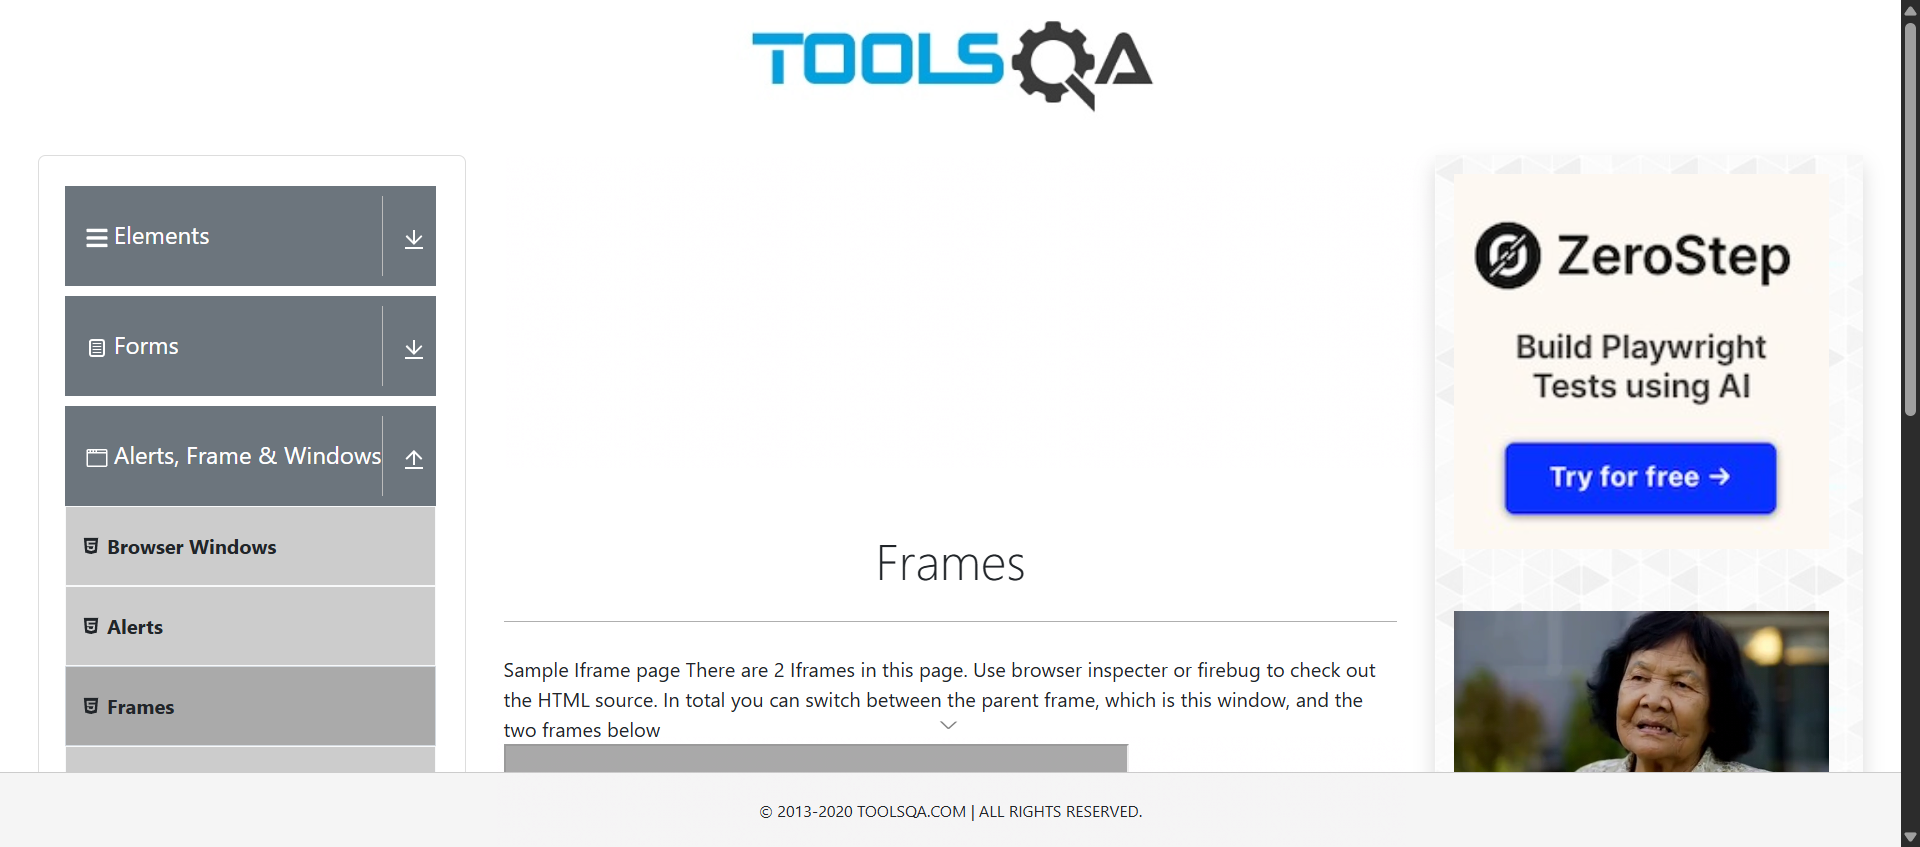 TOOLSQA
Elements
Forms
Alerts, Frame & Windows
Browser Windows
Alerts
Frames
Frames
Sample Iframe page There are 2 Iframes in this page. Use browser inspecter or firebug to check out
the HTML source. In total you can switch between the parent frame, which is this window, and the
two frames below
ZeroStep
Build Playwright
Tests using AI
Try for free →
© 2013-2020 TOOLSQA.COM | ALL RIGHTS RESERVED.